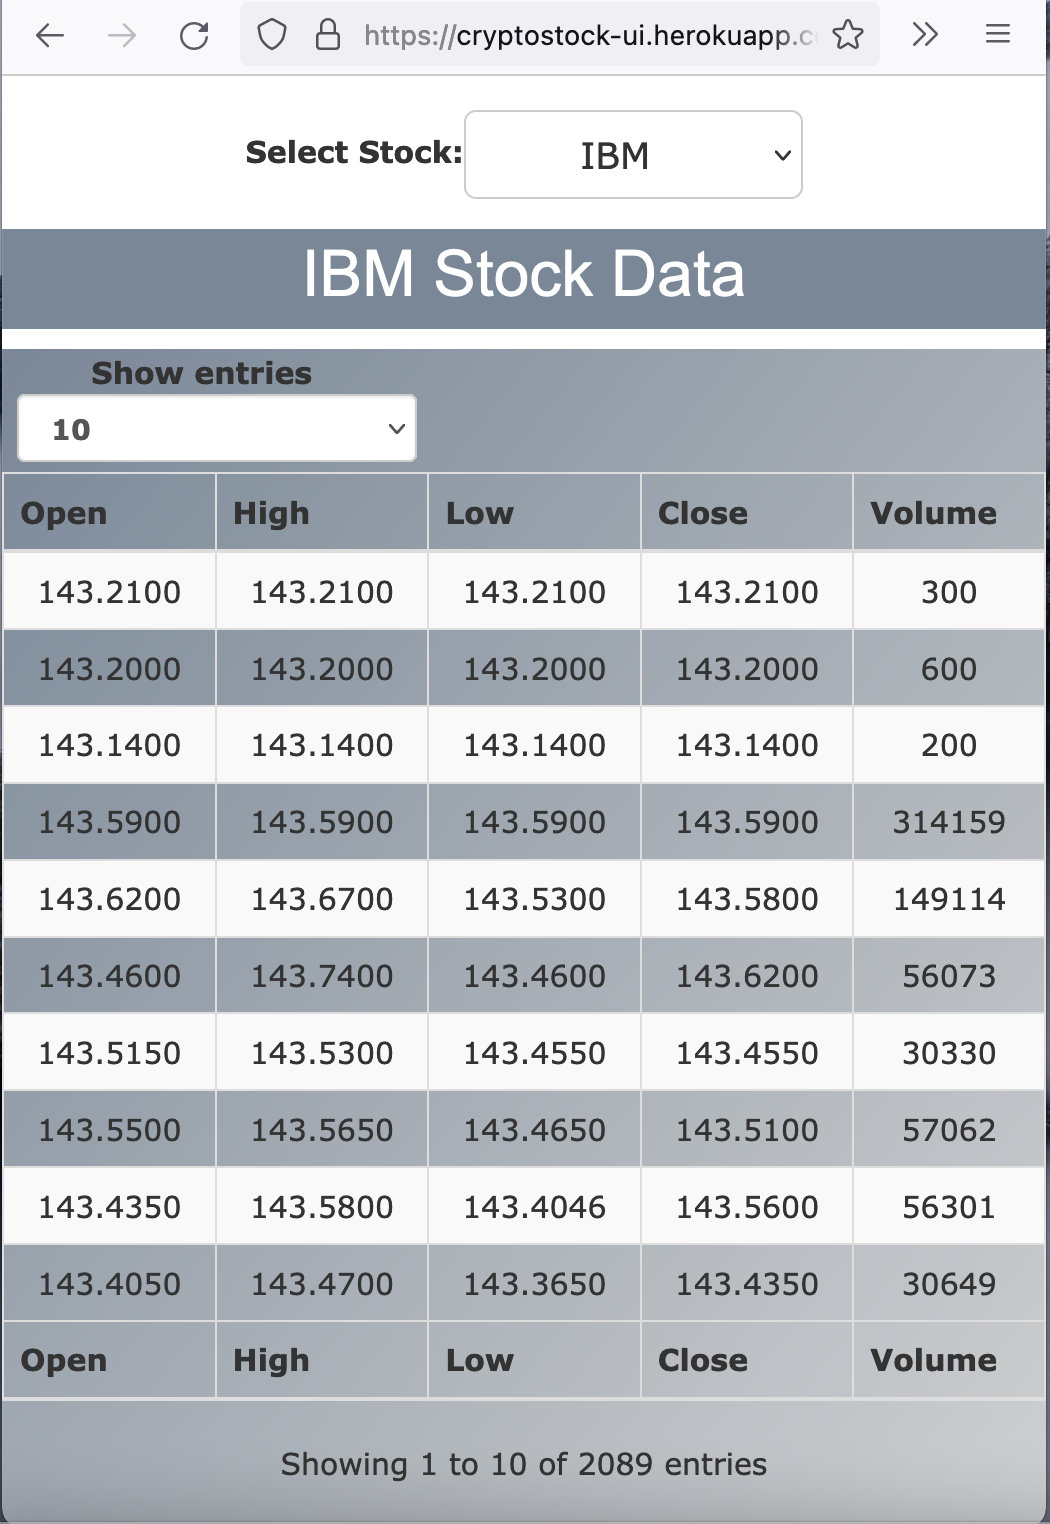 https://cryptostock-ui.herokuapp.c
Select Stock: IBM
IBM Stock Data
Show entries
10
Open High Low Close Volume
143.2100 143.2100 143.2100 143.2100 300
143.2000 143.2000 143.2000 143.2000 600
143.1400 143.1400 143.1400 143.1400 200
143.5900 143.5900 143.5900 143.5900 314159
143.6200 143.6700 143.5300 143.5800 149114
143.4600 143.7400 143.4600 143.6200 56073
143.5150 143.5300 143.4550 143.4550 30330
143.5500 143.5650 143.4650 143.5100 57062
143.4350 143.5800 143.4046 143.5600 56301
143.4050 143.4700 143.3650 143.4350 30649
Open High Low Close Volume
Showing 1 to 10 of 2089 entries